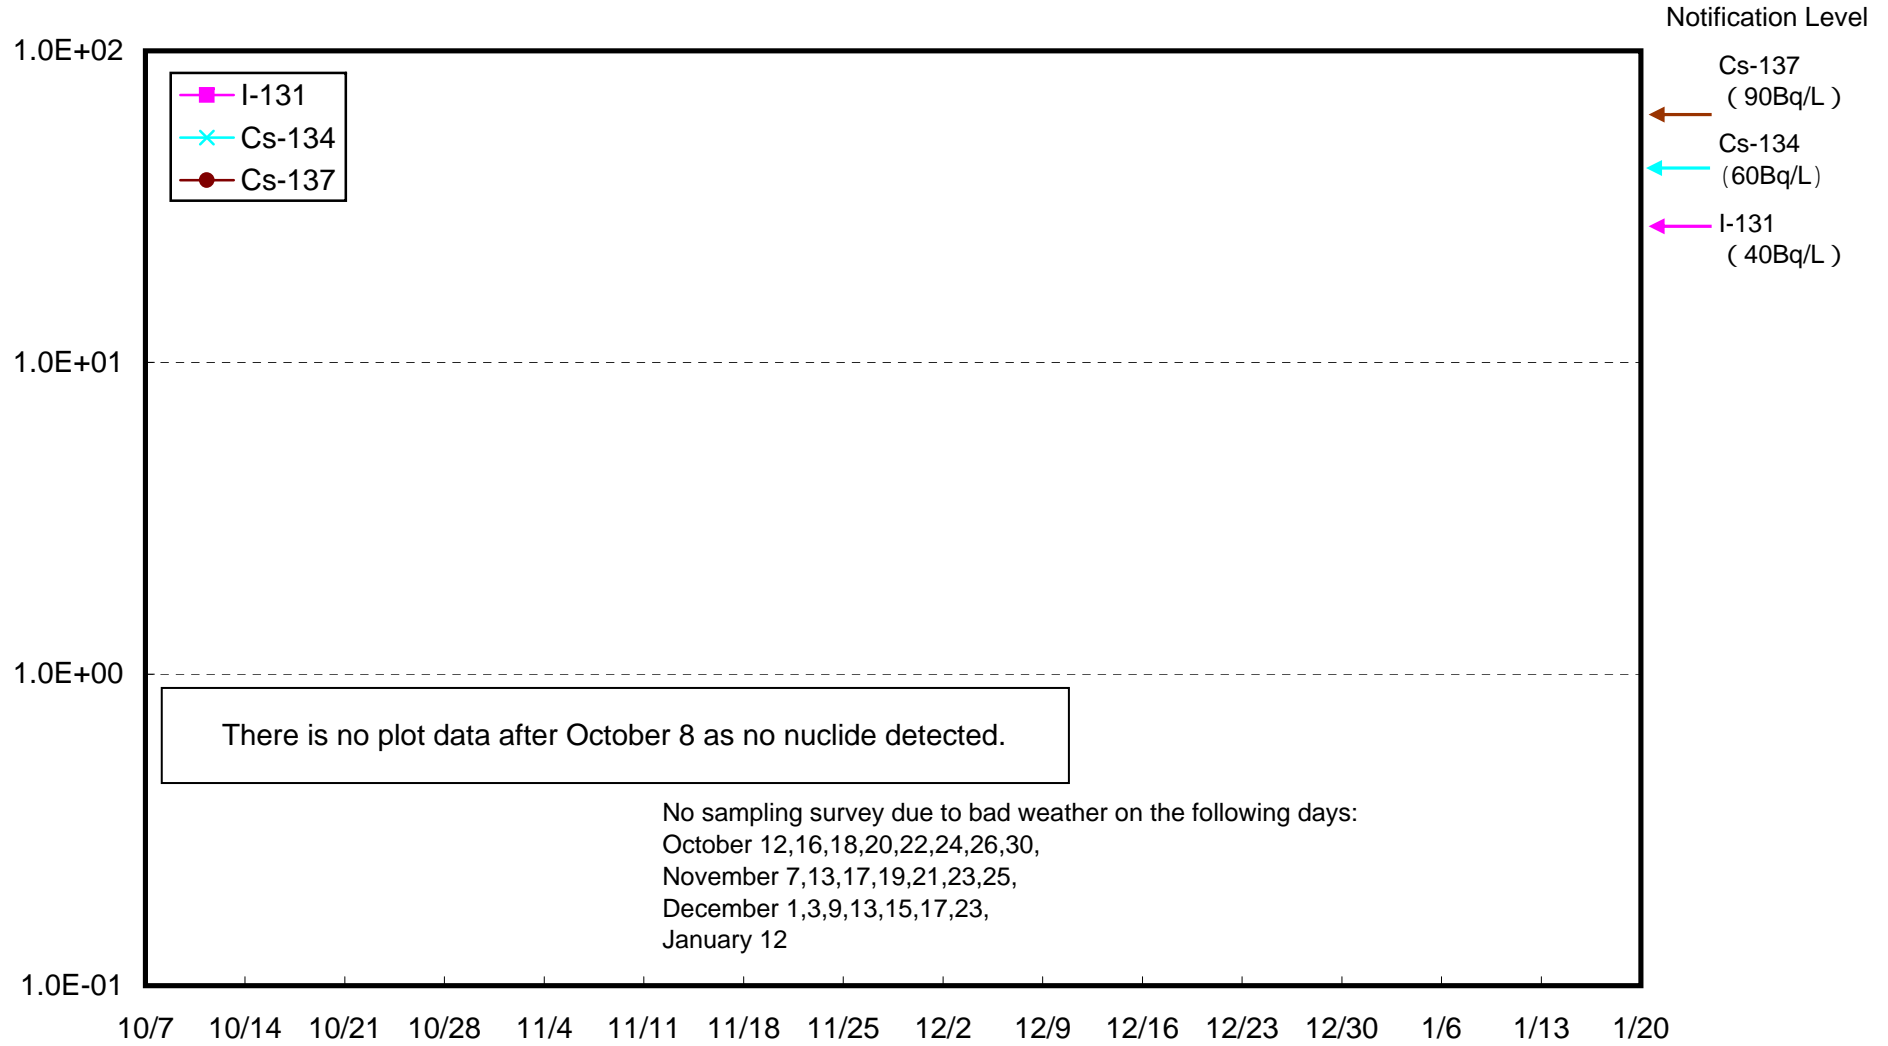 Notification Level
1.0E+02
1.0E+01
1.0E+00
1.0E-01
I-131
Cs-134
Cs-137
Cs-137
( 90Bq/L )
Cs-134
(60Bq/L)
I-131
( 40Bq/L )
There is no plot data after October 8 as no nuclide detected.
No sampling survey due to bad weather on the following days:
October 12,16,18,20,22,24,26,30,
November 7,13,17,19,21,23,25,
December 1,3,9,13,15,17,23,
January 12
10/7 10/14 10/21 10/28 11/4 11/11 11/18 11/25 12/2 12/9 12/16 12/23 12/30 1/6 1/13 1/20